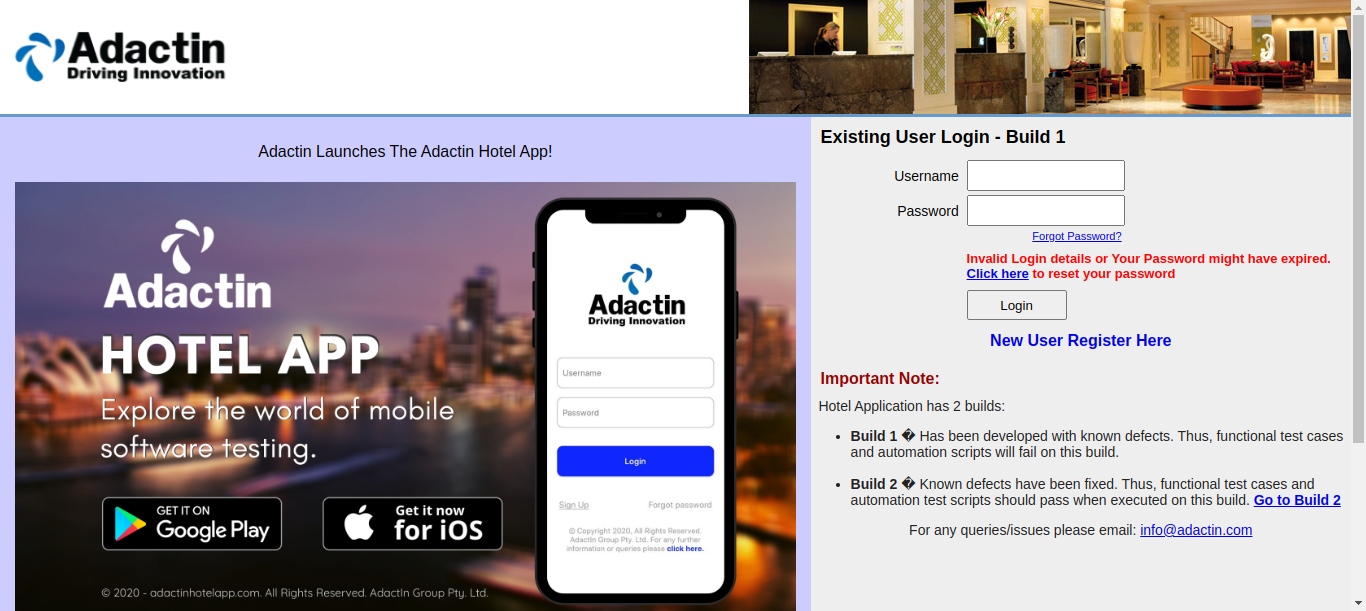 Adactin
Driving Innovation
Adactin Launches The Adactin Hotel App!
Adactin
HOTEL APP
Explore the world of mobile
software testing.
GET IT ON
Google Play
Get it now
for iOS
© 2020 - adactinhotelapp.com. All Rights Reserved. AdactIn Group Pty. Ltd.
Adactin
Driving Innovation
Username
Password
Login
Sign Up
Forgot password
© Copyright 2020, All Rights Reserved.
AdactIn Group Pty. Ltd. For any further
information or queries please click here.
Existing User Login - Build 1
Username
Password
Forgot Password?
Invalid Login details or Your Password might have expired.
Click here to reset your password
Login
New User Register Here
Important Note:
Hotel Application has 2 builds:
• Build 1 � Has been developed with known defects. Thus, functional test cases
and automation scripts will fail on this build.
• Build 2 � Known defects have been fixed. Thus, functional test cases and
automation test scripts should pass when executed on this build. Go to Build 2
For any queries/issues please email: info@adactin.com